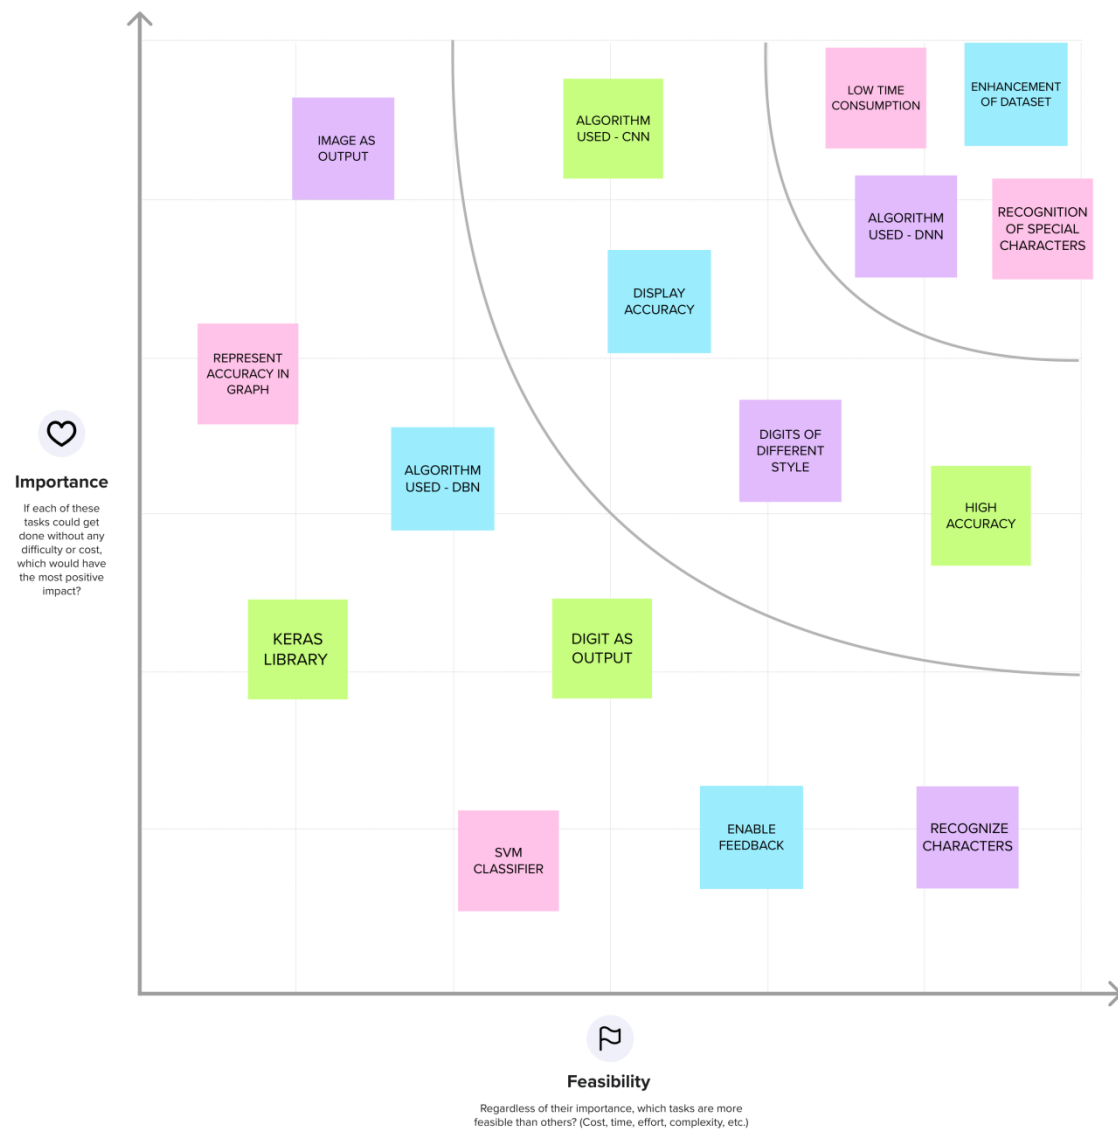 LOW TIME
CONSUMPTION
ENHANCEMENT
OF DATASET
IMAGE AS
OUTPUT
ALGORITHM
USED - CNN
ALGORITHM
USED - DNN
RECOGNITION
OF SPECIAL
CHARACTERS
DISPLAY
ACCURACY
REPRESENT
ACCURACY IN
GRAPH
DIGITS OF
DIFFERENT
STYLE
ALGORITHM
USED - DBN
HIGH
ACCURACY
Importance
If each of these
tasks could get
done without any
difficulty or cost,
which would have
the most positive
impact?
KERAS
LIBRARY
DIGIT AS
OUTPUT
SVM
CLASSIFIER
ENABLE
FEEDBACK
RECOGNIZE
CHARACTERS
Feasibility
Regardless of their importance, which tasks are more
feasible than others? (Cost, time, effort, complexity, etc.)